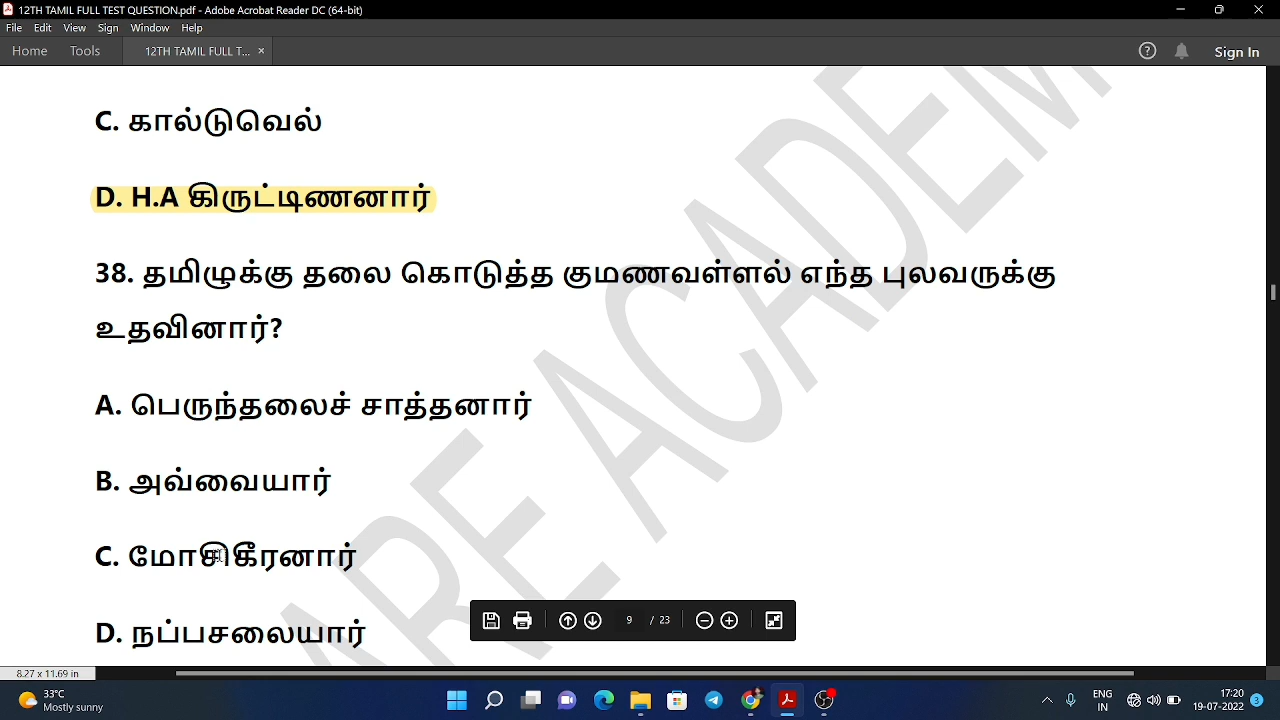 12TH TAMIL FULL TEST QUESTION.pdf - Adobe Acrobat Reader DC (64-bit)
File Edit View Sign Window Help
Home Tools 12TH TAMIL FULL T... × Sign In
C. கால்டுவெல்
D. H.A கிருட்டிணனார்
38. தமிழுக்கு தலை கொடுத்த குமணவள்ளல் எந்த புலவருக்கு
உதவினார்?
A. பெருந்தலைச் சாத்தனார்
B. அவ்வையார்
C. மோசிகீரனார்
D. நப்பசலையார்
ARE ACADEM
9 / 23
8.27 x 11.69 in
33°C
Mostly sunny
ENG
IN
17:20
19-07-2022
3